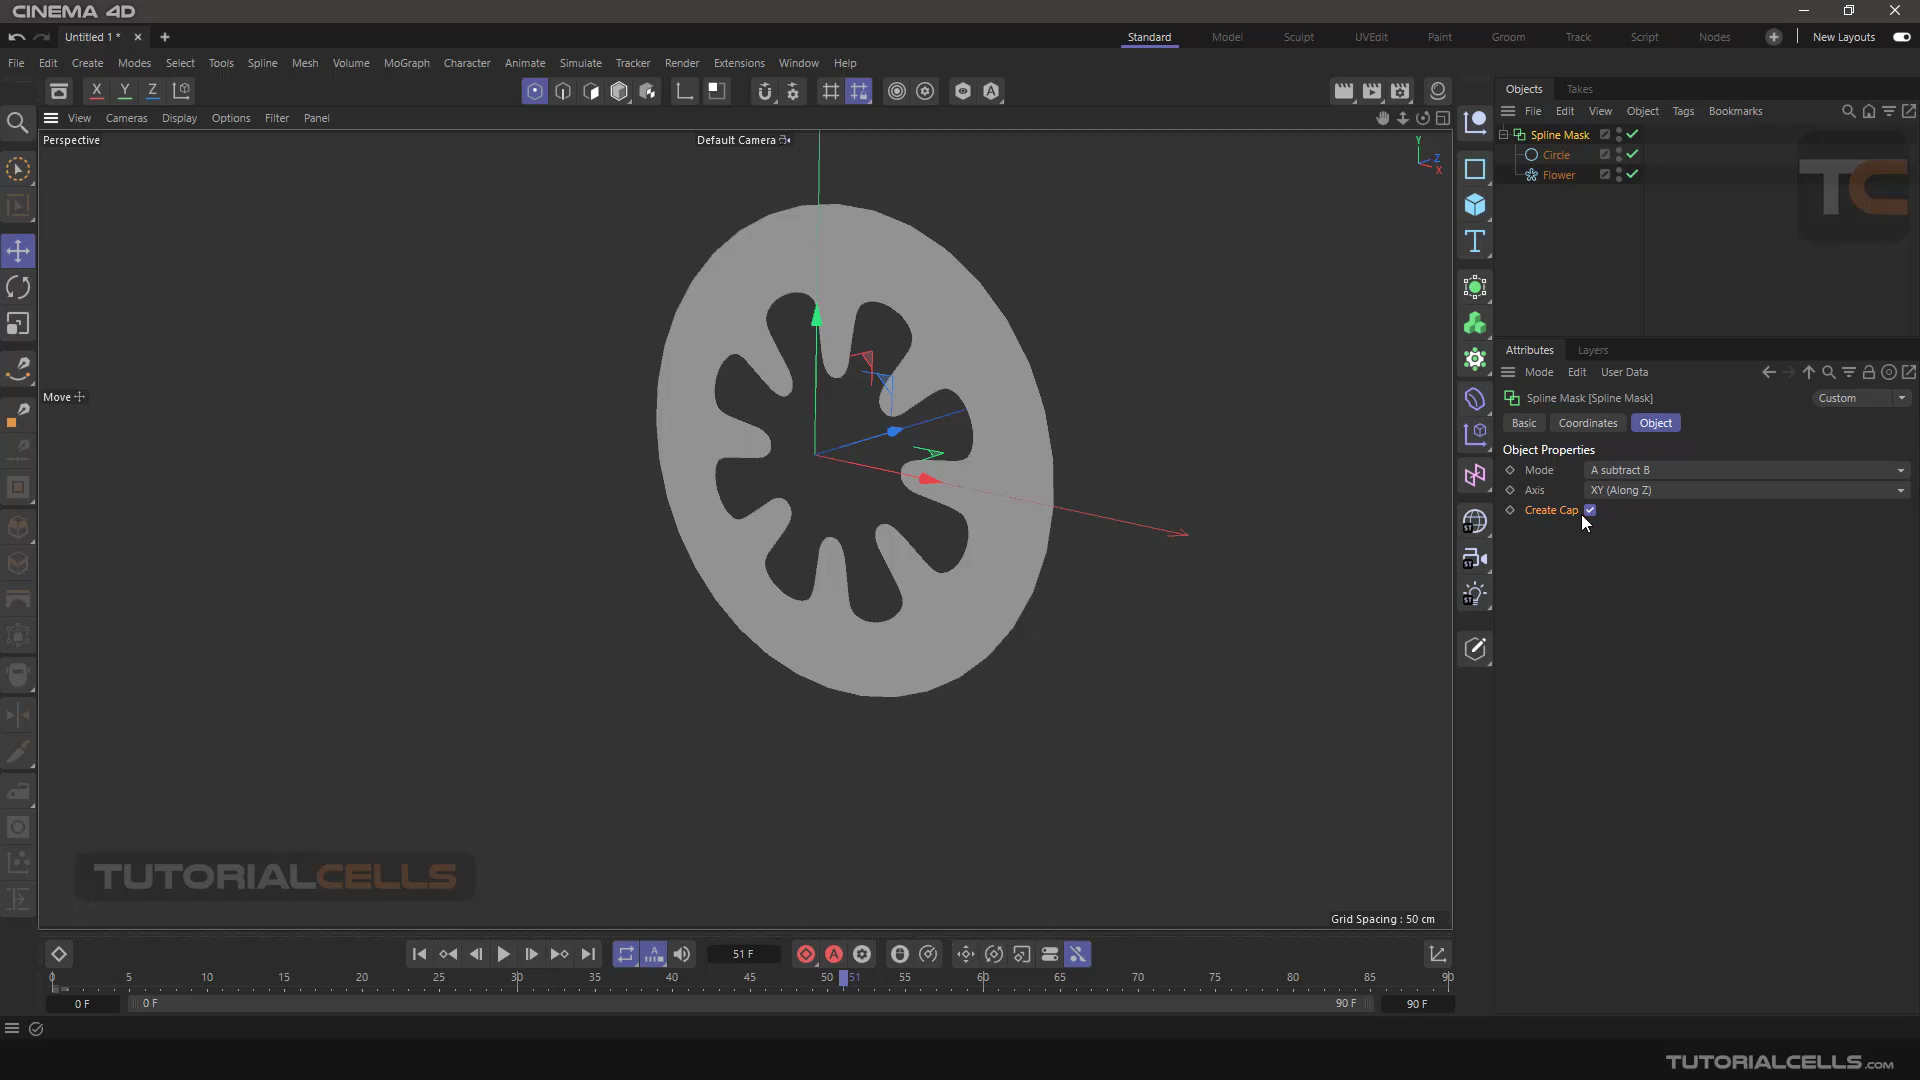 CINEMA 4D
Untitled 1 *
Standard Model Sculpt UVEdit Paint Groom Track Script Nodes New Layouts
File Edit Create Modes Select Spline Tools Mesh Volume MoGraph Character Animate Simulate Tracker Render Extensions Window Help
X Y Z
Objects Takes
View Cameras Display Options Filter Panel
File Edit View Object Tags Bookmarks
Perspective
Default Camera
Y
Z
X
Spline Mask
Circle
Flower
TC
Attributes Layers
Mode Edit User Data
Move
Spline Mask [Spline Mask]
Custom
Basic Coordinates Object
Object Properties
Mode A subtract B
Axis XY (Along Z)
Create Cap
ST
ST
ST
TUTORIALCELLS
Grid Spacing : 50 cm
51 F
0 5 10 15 20 25 30 35 40 45 50 51 55 60 65 70 75 80 85 90
0 F 0 F 90 F 90 F
TUTORIALCELLS.COM